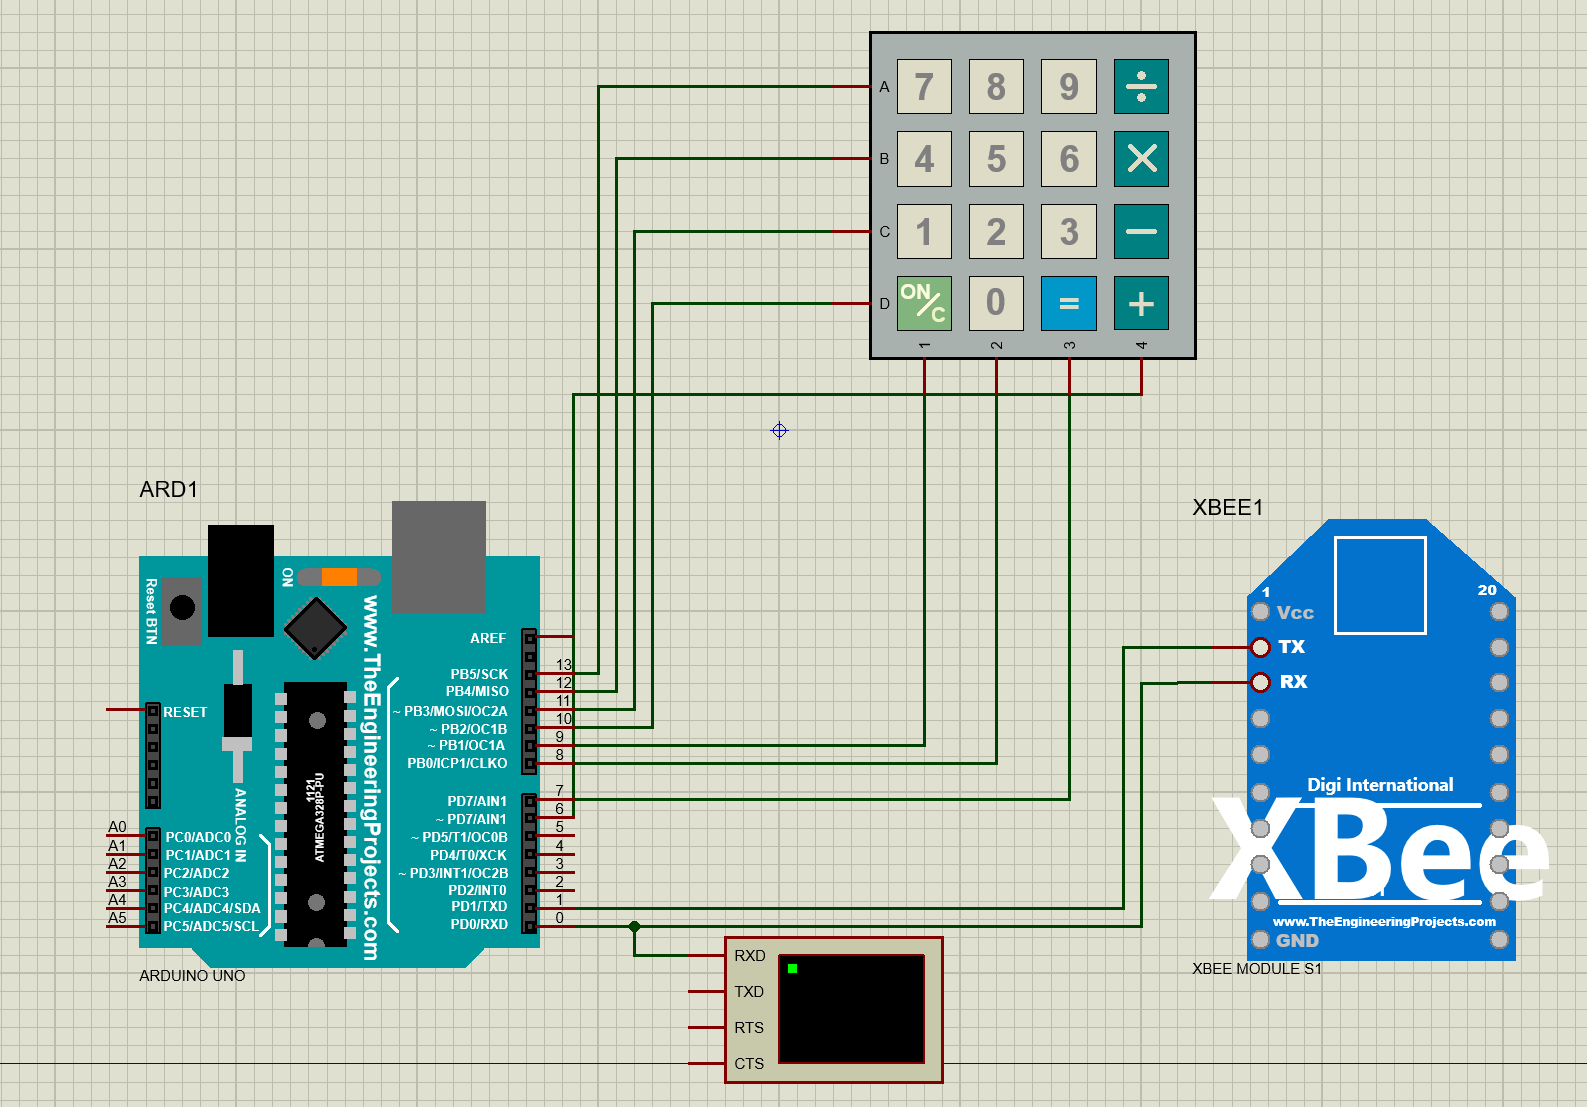 A
7
8
9
÷
B
4
5
6
×
C
1
2
3
−
D
ON/C
0
=
+
1
2
3
4
ARD1
Reset BTN
ON
www.TheEngineeringProjects.com
AREF
PB5/SCK 13
PB4/MISO 12
~ PB3/MOSI/OC2A 11
~ PB2/OC1B 10
~ PB1/OC1A 9
PB0/ICP1/CLKO 8
PD7/AIN1 7
~ PD7/AIN1 6
~ PD5/T1/OC0B 5
PD4/T0/XCK 4
~ PD3/INT1/OC2B 3
PD2/INT0 2
PD1/TXD 1
PD0/RXD 0
RESET
ANALOG IN
1121
ATMEGA328P-PU
A0 PC0/ADC0
A1 PC1/ADC1
A2 PC2/ADC2
A3 PC3/ADC3
A4 PC4/ADC4/SDA
A5 PC5/ADC5/SCL
ARDUINO UNO
RXD
TXD
RTS
CTS
XBEE1
1
20
Vcc
TX
RX
Digi International
XBee
www.TheEngineeringProjects.com
GND
XBEE MODULE S1